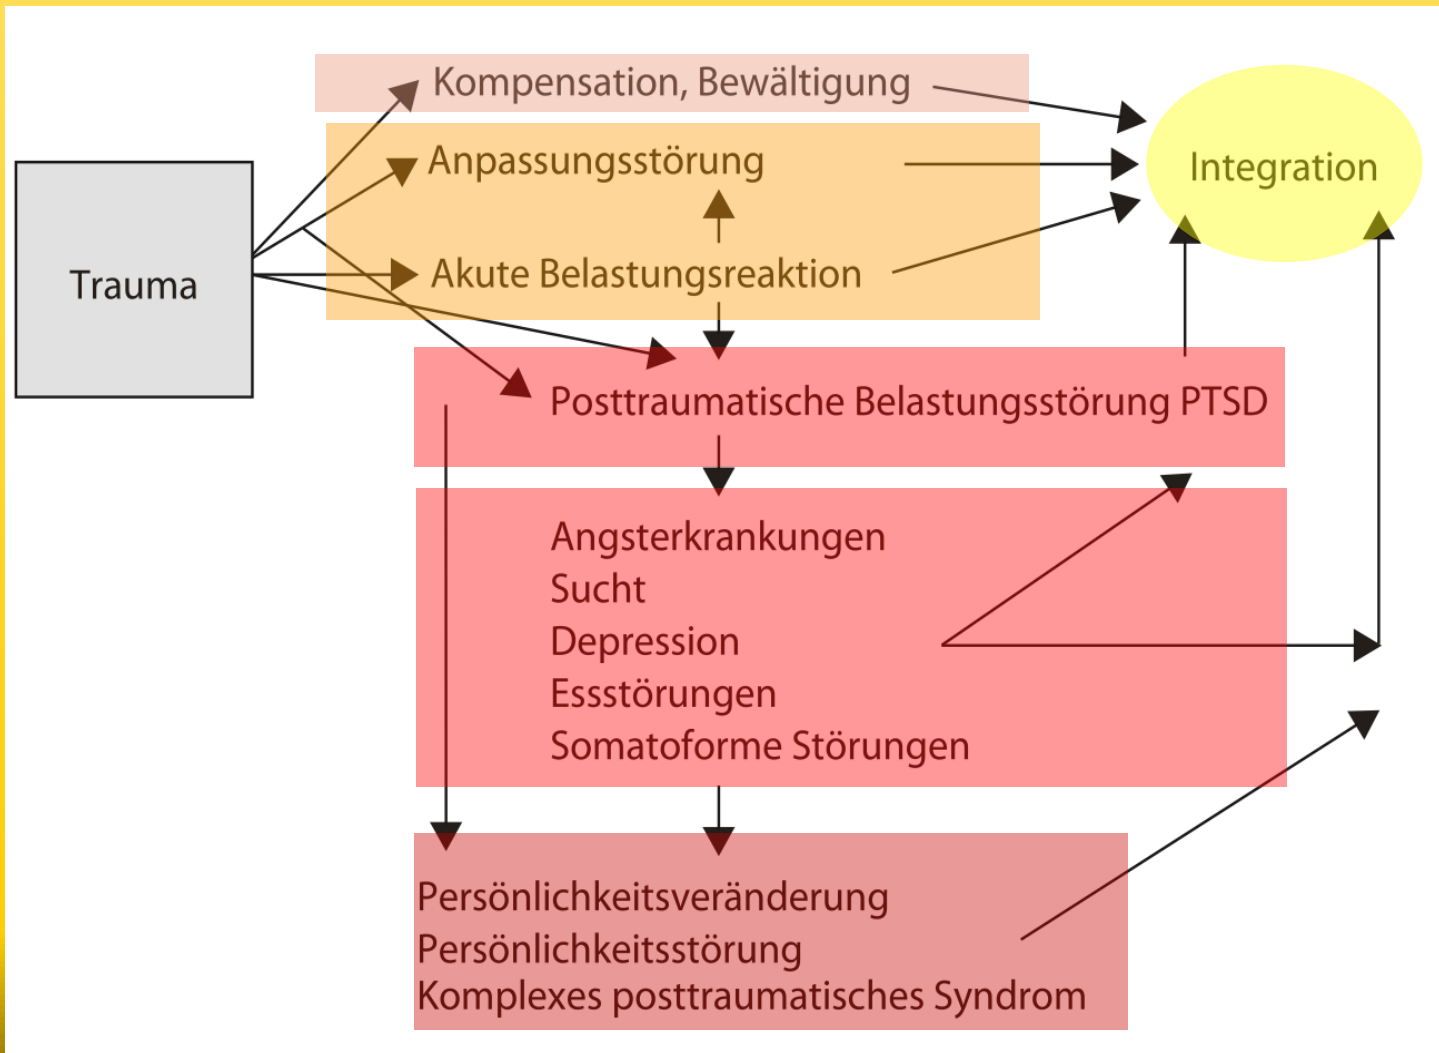 Kompensation, Bewältigung
Anpassungsstörung
Integration
Trauma
Akute Belastungsreaktion
Posttraumatische Belastungsstörung PTSD
Angsterkrankungen
Sucht
Depression
Essstörungen
Somatoforme Störungen
Persönlichkeitsveränderung
Persönlichkeitsstörung
Komplexes posttraumatisches Syndrom